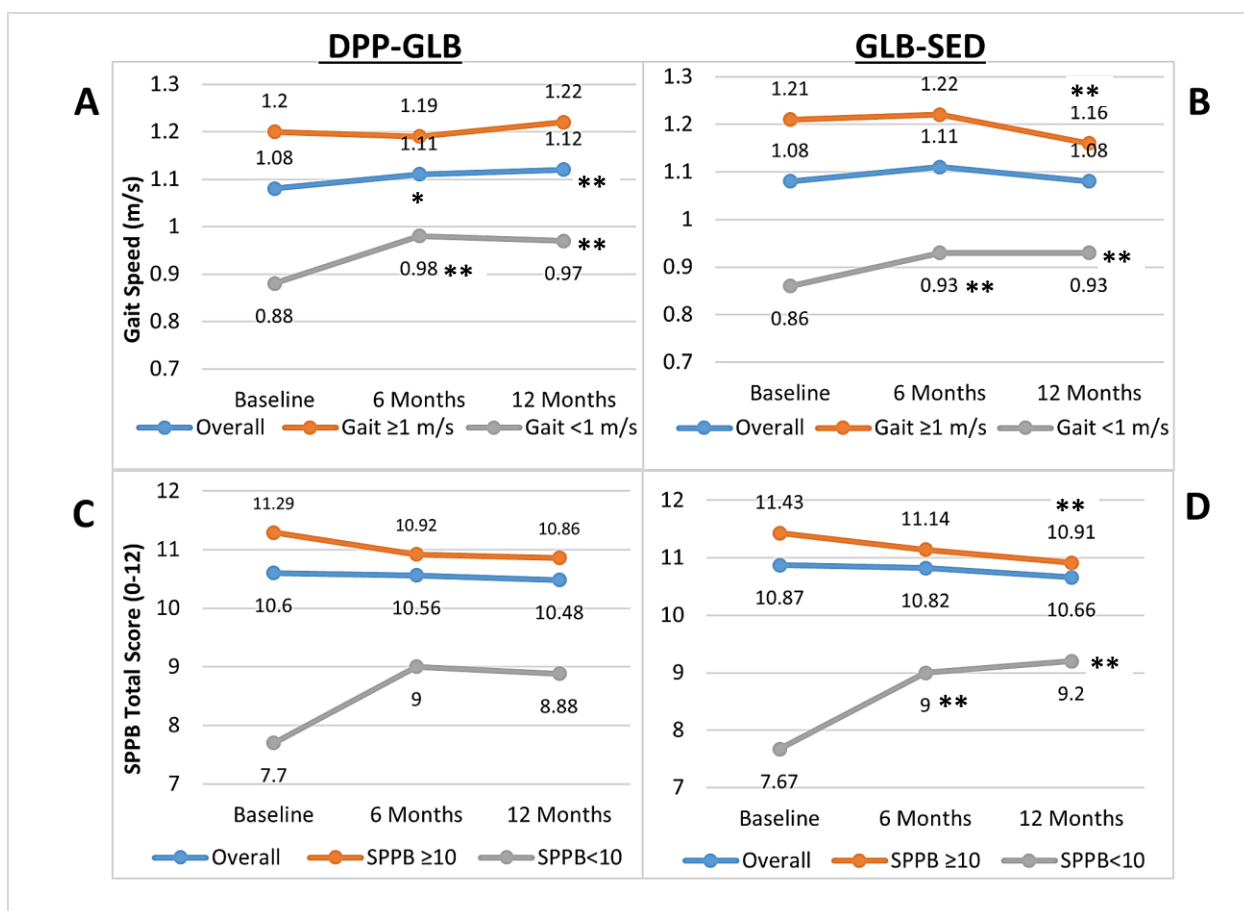 DPP-GLB
GLB-SED
A
Gait Speed (m/s)
1.3
1.2
1.1
1
0.9
0.8
0.7
1.2
1.19
1.22
1.08
1.11
1.12
*
**
0.88
0.98 **
0.97
**
Baseline
6 Months
12 Months
Overall
Gait ≥1 m/s
Gait <1 m/s
B
1.3
1.2
1.1
1
0.9
0.8
0.7
1.21
1.22
**
1.16
1.08
1.11
1.08
0.86
0.93 **
0.93
**
Baseline
6 Months
12 Months
Overall
Gait ≥1 m/s
Gait <1 m/s
C
SPPB Total Score (0-12)
12
11
10
9
8
7
11.29
10.92
10.86
10.6
10.56
10.48
7.7
9
8.88
Baseline
6 Months
12 Months
Overall
SPPB ≥10
SPPB<10
D
12
11
10
9
8
7
11.43
11.14
**
10.91
10.87
10.82
10.66
7.67
9 **
9.2
**
Baseline
6 Months
12 Months
Overall
SPPB ≥10
SPPB<10